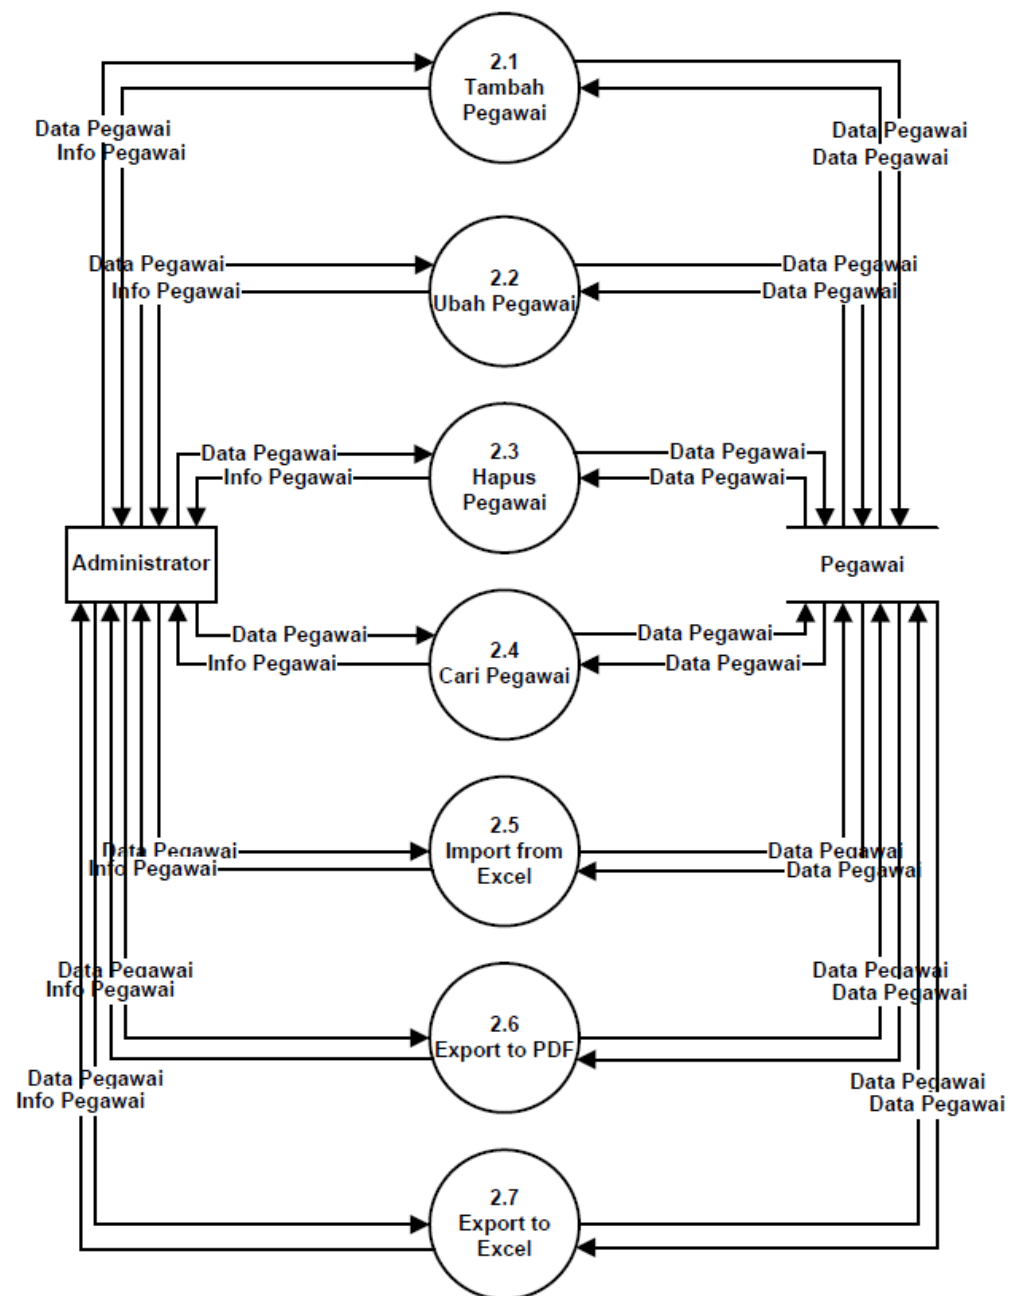 2.1
Tambah
Pegawai
Data Pegawai
Info Pegawai
Data Pegawai
Data Pegawai
2.2
Ubah Pegawai
Data Pegawai
Info Pegawai
Data Pegawai
Data Pegawai
2.3
Hapus
Pegawai
Data Pegawai
Info Pegawai
Data Pegawai
Data Pegawai
Administrator
Pegawai
2.4
Cari Pegawai
Data Pegawai
Info Pegawai
Data Pegawai
Data Pegawai
2.5
Import from
Excel
Data Pegawai
Info Pegawai
Data Pegawai
Data Pegawai
2.6
Export to PDF
Data Pegawai
Info Pegawai
Data Pegawai
Data Pegawai
Data Pegawai
Info Pegawai
Data Pegawai
Data Pegawai
2.7
Export to
Excel